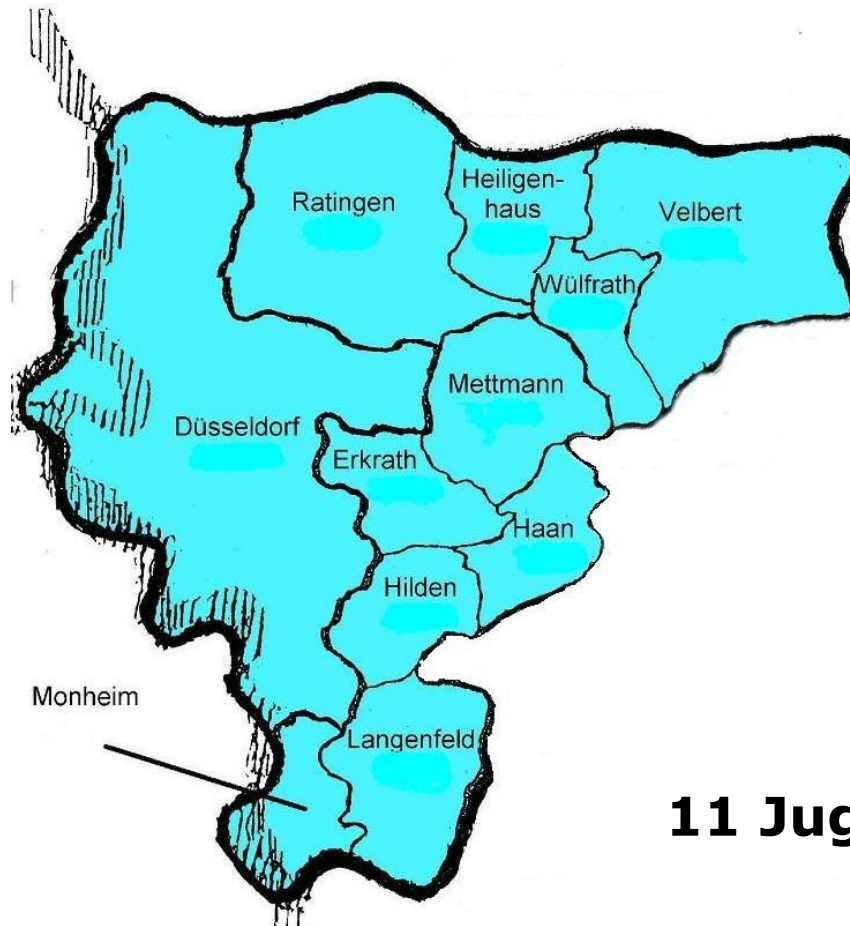 Ratingen
Heiligen-
haus
Velbert
Wülfrath
Mettmann
Düsseldorf
Erkrath
Haan
Hilden
Monheim
Langenfeld
11 Jug